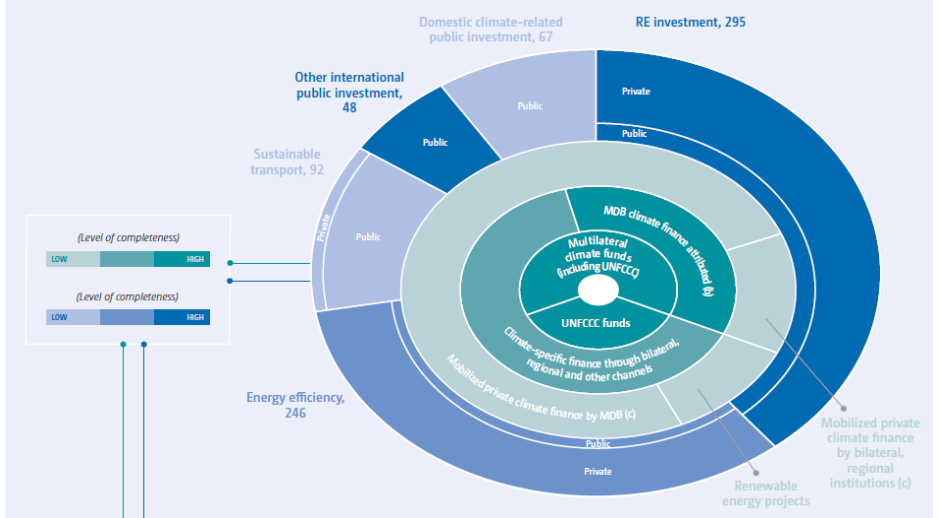 Domestic climate-related
public investment, 67
RE investment, 295
Other international
public investment,
48
Sustainable
transport, 92
Private
Public
Public
Public
Private
Public
(Level of completeness)
LOW
HIGH
(Level of completeness)
LOW
HIGH
MDB climate finance attributed (b)
Multilateral
climate funds
(including UNFCCC)
UNFCCC funds
Climate-specific finance through bilateral,
regional and other channels
Mobilized private climate finance by MDB (c)
Energy efficiency,
246
Public
Private
Mobilized private
climate finance
by bilateral,
regional
institutions (c)
Renewable
energy projects